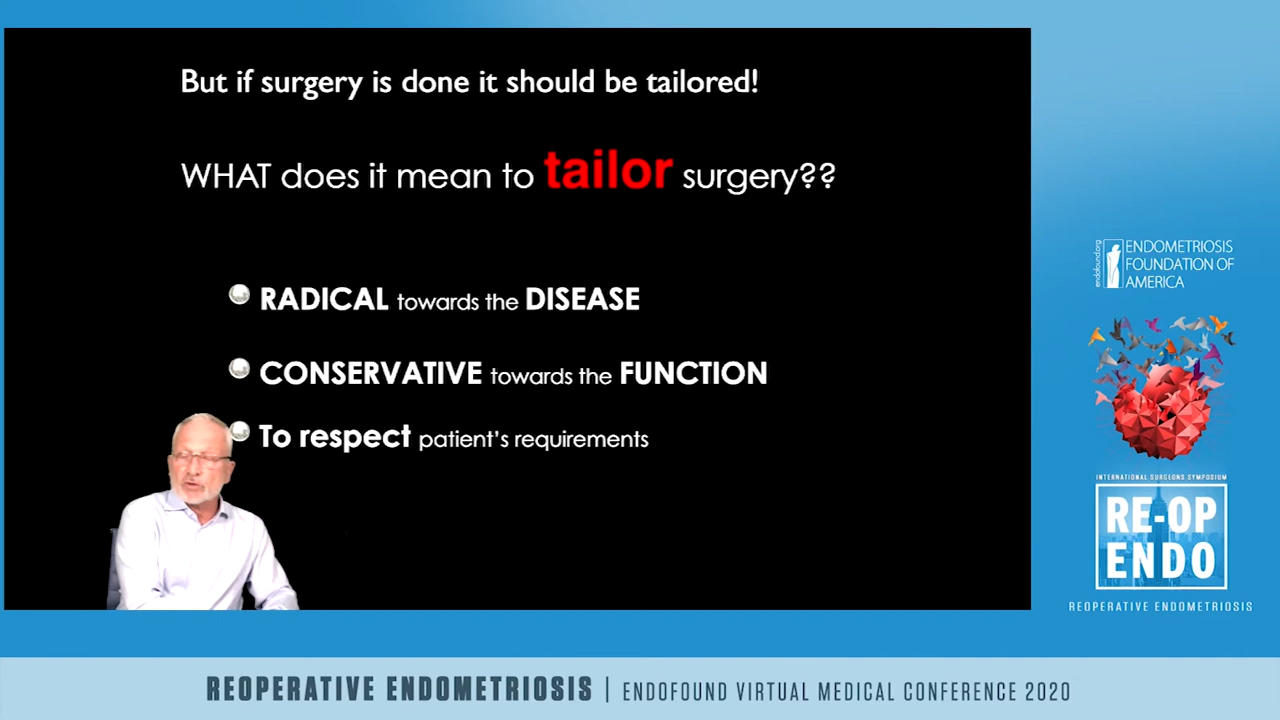 But if surgery is done it should be tailored!
WHAT does it mean to tailor surgery??
RADICAL towards the DISEASE
CONSERVATIVE towards the FUNCTION
To respect patient's requirements
endofound.org
ENDOMETRIOSIS
FOUNDATION OF
AMERICA
INTERNATIONAL SURGEONS SYMPOSIUM
RE-OP
ENDO
REOPERATIVE ENDOMETRIOSIS
REOPERATIVE ENDOMETRIOSIS | ENDOFOUND VIRTUAL MEDICAL CONFERENCE 2020